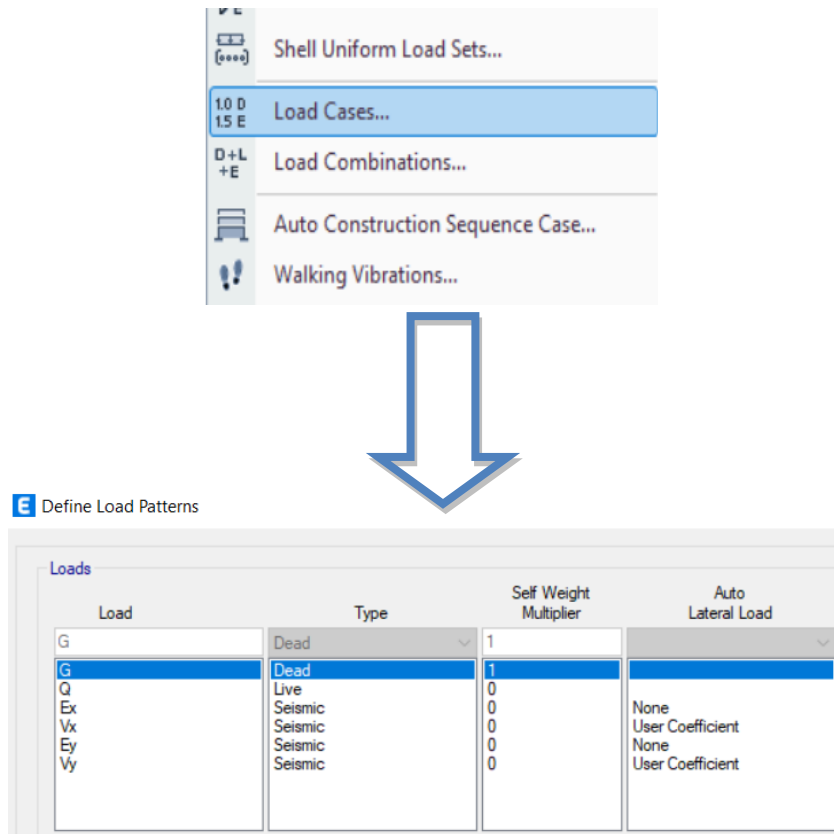 Shell Uniform Load Sets...
1.0 D
1.5 E
Load Cases...
D+L
+E
Load Combinations...
Auto Construction Sequence Case...
Walking Vibrations...
E Define Load Patterns
Loads
Load Type Self Weight Multiplier Auto Lateral Load
G Dead 1
G Dead 1
Q Live 0
Ex Seismic 0 None
Vx Seismic 0 User Coefficient
Ey Seismic 0 None
Vy Seismic 0 User Coefficient